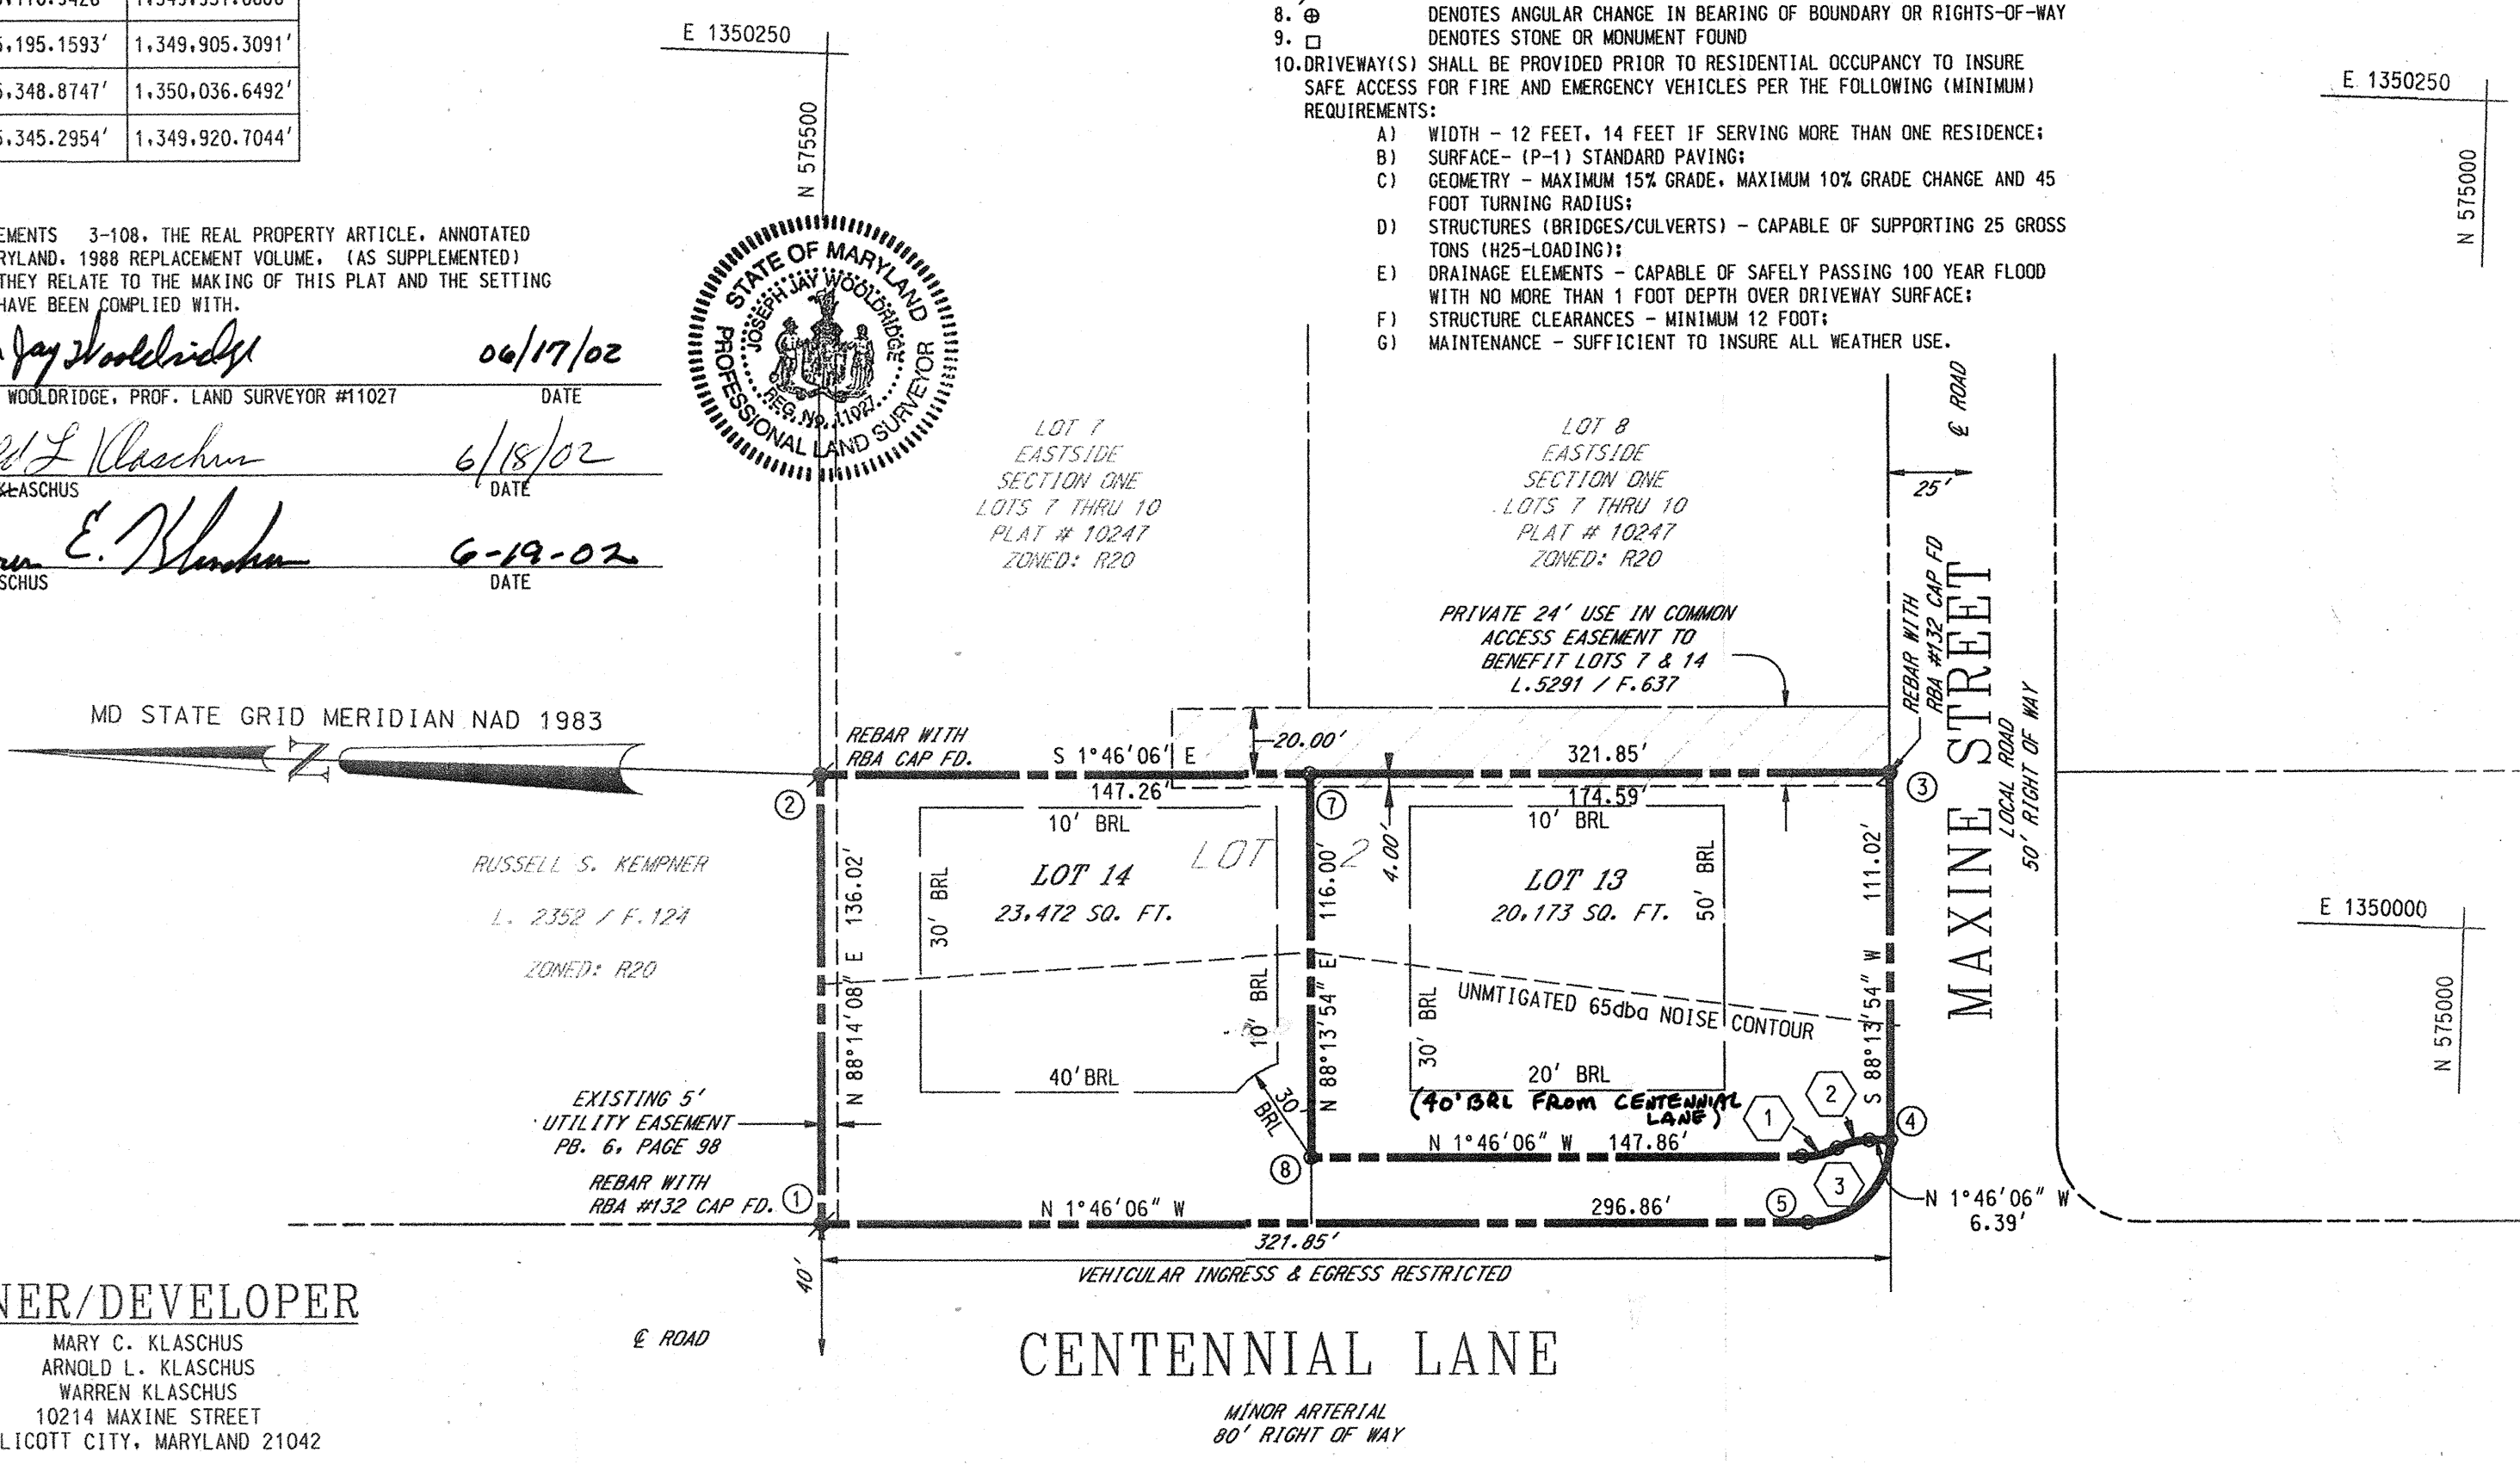 5,195.1593' 1,349,905.3091'
5,348.8747' 1,350,036.6492'
5,345.2954' 1,349,920.7044'
EMENTS 3-108, THE REAL PROPERTY ARTICLE, ANNOTATED
RYLAND, 1988 REPLACEMENT VOLUME, (AS SUPPLEMENTED)
THEY RELATE TO THE MAKING OF THIS PLAT AND THE SETTING
HAVE BEEN COMPLIED WITH.
Jay Wooldridge 06/17/02
WOOLDRIDGE, PROF. LAND SURVEYOR #11027 DATE
L Klaschus 6/18/02
KLASCHUS DATE
E. Klaschus 6-19-02
SCHUS DATE
E 1350250
N 575500
STATE OF MARYLAND
PROFESSIONAL LAND SURVEYOR
JOSEPH JAY WOOLDRIDGE
REG. No. 11027
8. ⊕ DENOTES ANGULAR CHANGE IN BEARING OF BOUNDARY OR RIGHTS-OF-WAY
9. □ DENOTES STONE OR MONUMENT FOUND
10. DRIVEWAY(S) SHALL BE PROVIDED PRIOR TO RESIDENTIAL OCCUPANCY TO INSURE
SAFE ACCESS FOR FIRE AND EMERGENCY VEHICLES PER THE FOLLOWING (MINIMUM)
REQUIREMENTS:
A) WIDTH - 12 FEET, 14 FEET IF SERVING MORE THAN ONE RESIDENCE;
B) SURFACE- (P-1) STANDARD PAVING;
C) GEOMETRY - MAXIMUM 15% GRADE, MAXIMUM 10% GRADE CHANGE AND 45
FOOT TURNING RADIUS;
D) STRUCTURES (BRIDGES/CULVERTS) - CAPABLE OF SUPPORTING 25 GROSS
TONS (H25-LOADING);
E) DRAINAGE ELEMENTS - CAPABLE OF SAFELY PASSING 100 YEAR FLOOD
WITH NO MORE THAN 1 FOOT DEPTH OVER DRIVEWAY SURFACE;
F) STRUCTURE CLEARANCES - MINIMUM 12 FOOT;
G) MAINTENANCE - SUFFICIENT TO INSURE ALL WEATHER USE.
E 1350250
N 575000
LOT 7
EASTSIDE
SECTION ONE
LOTS 7 THRU 10
PLAT # 10247
ZONED: R20
LOT 8
EASTSIDE
SECTION ONE
LOTS 7 THRU 10
PLAT # 10247
ZONED: R20
℄ ROAD
25'
REBAR WITH
RBA #132 CAP FD
PRIVATE 24' USE IN COMMON
ACCESS EASEMENT TO
BENEFIT LOTS 7 & 14
L.5291 / F.637
MD STATE GRID MERIDIAN NAD 1983
N
REBAR WITH
RBA CAP FD.
S 1°46'06" E
321.85'
20.00'
147.26'
174.59'
2
7
3
10' BRL
10' BRL
LOT 2
4.00'
LOT 14
23,472 SQ. FT.
LOT 13
20,173 SQ. FT.
30' BRL
50' BRL
N 88°14'08" E 136.02'
N 88°13'54" E 116.00'
S 88°13'54" W 111.02'
10' BRL
30' BRL
UNMTIGATED 65dba NOISE CONTOUR
40'BRL
20' BRL
(40' BRL FROM CENTENNIAL
LANE)
30'
BRL
RUSSELL S. KEMPNER
L. 2352 / F.124
ZONED: R20
EXISTING 5'
UTILITY EASEMENT
PB. 6, PAGE 98
REBAR WITH
RBA #132 CAP FD.
1
8
N 1°46'06" W 147.86'
1
2
3
4
5
N 1°46'06" W
6.39'
N 1°46'06" W
296.86'
321.85'
VEHICULAR INGRESS & EGRESS RESTRICTED
40'
MAXINE STREET
LOCAL ROAD
50' RIGHT OF WAY
E 1350000
N 575000
℄ ROAD
CENTENNIAL LANE
MINOR ARTERIAL
80' RIGHT OF WAY
NER/DEVELOPER
MARY C. KLASCHUS
ARNOLD L. KLASCHUS
WARREN KLASCHUS
10214 MAXINE STREET
LICOTT CITY, MARYLAND 21042